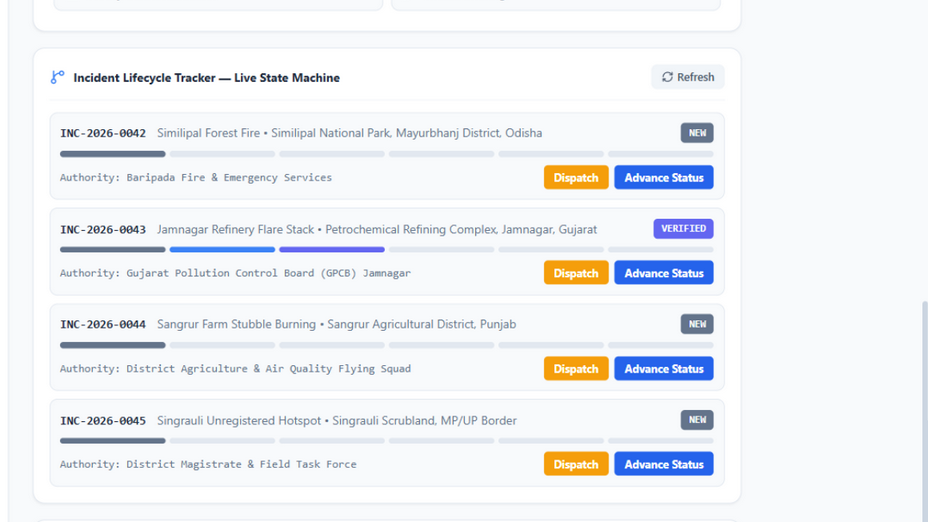 Incident Lifecycle Tracker — Live State Machine
Refresh
INC-2026-0042 Similipal Forest Fire • Similipal National Park, Mayurbhanj District, Odisha NEW
Authority: Baripada Fire & Emergency Services Dispatch Advance Status
INC-2026-0043 Jamnagar Refinery Flare Stack • Petrochemical Refining Complex, Jamnagar, Gujarat VERIFIED
Authority: Gujarat Pollution Control Board (GPCB) Jamnagar Dispatch Advance Status
INC-2026-0044 Sangrur Farm Stubble Burning • Sangrur Agricultural District, Punjab NEW
Authority: District Agriculture & Air Quality Flying Squad Dispatch Advance Status
INC-2026-0045 Singrauli Unregistered Hotspot • Singrauli Scrubland, MP/UP Border NEW
Authority: District Magistrate & Field Task Force Dispatch Advance Status